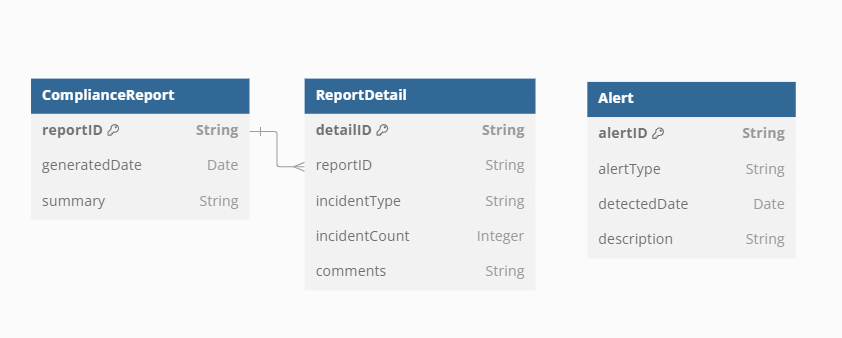 ComplianceReport
reportID String
generatedDate Date
summary String
ReportDetail
detailID String
reportID String
incidentType String
incidentCount Integer
comments String
Alert
alertID String
alertType String
detectedDate Date
description String